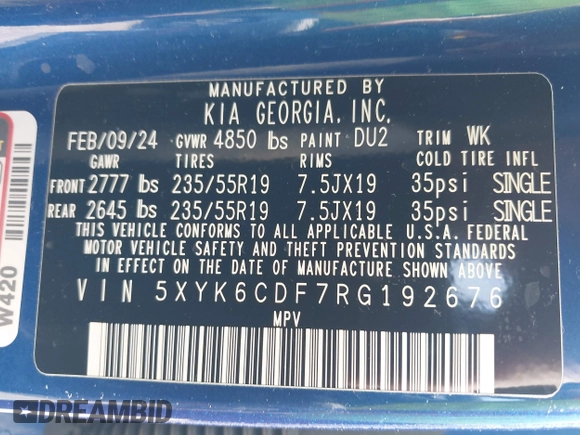 MANUFACTURED BY
KIA GEORGIA, INC.
FEB/09/24 GVWR 4850 lbs PAINT DU2 TRIM WK
GAWR TIRES RIMS COLD TIRE INFL
FRONT 2777 lbs 235/55R19 7.5JX19 35psi SINGLE
REAR 2645 lbs 235/55R19 7.5JX19 35psi SINGLE
THIS VEHICLE CONFORMS TO ALL APPLICABLE U.S.A. FEDERAL
MOTOR VEHICLE SAFETY AND THEFT PREVENTION STANDARDS
IN EFFECT ON THE DATE OF MANUFACTURE SHOWN ABOVE
VIN 5XYK6CDF7RG192676
MPV
W420
DREAMBID